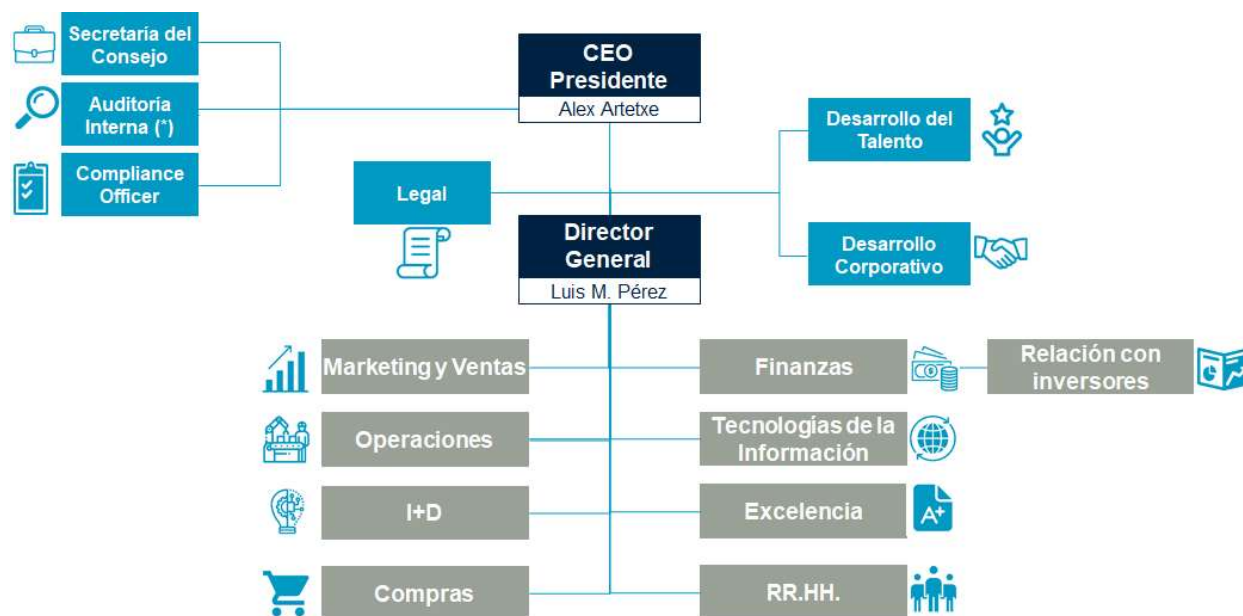 Secretaría del
Consejo
Auditoría
Interna (*)
Compliance
Officer
CEO
Presidente
Alex Artetxe
Desarrollo del
Talento
Legal
Director
General
Luis M. Pérez
Desarrollo
Corporativo
Marketing y Ventas
Finanzas
Relación con
inversores
Operaciones
Tecnologías de la
Información
I+D
Excelencia
A+
Compras
RR.HH.